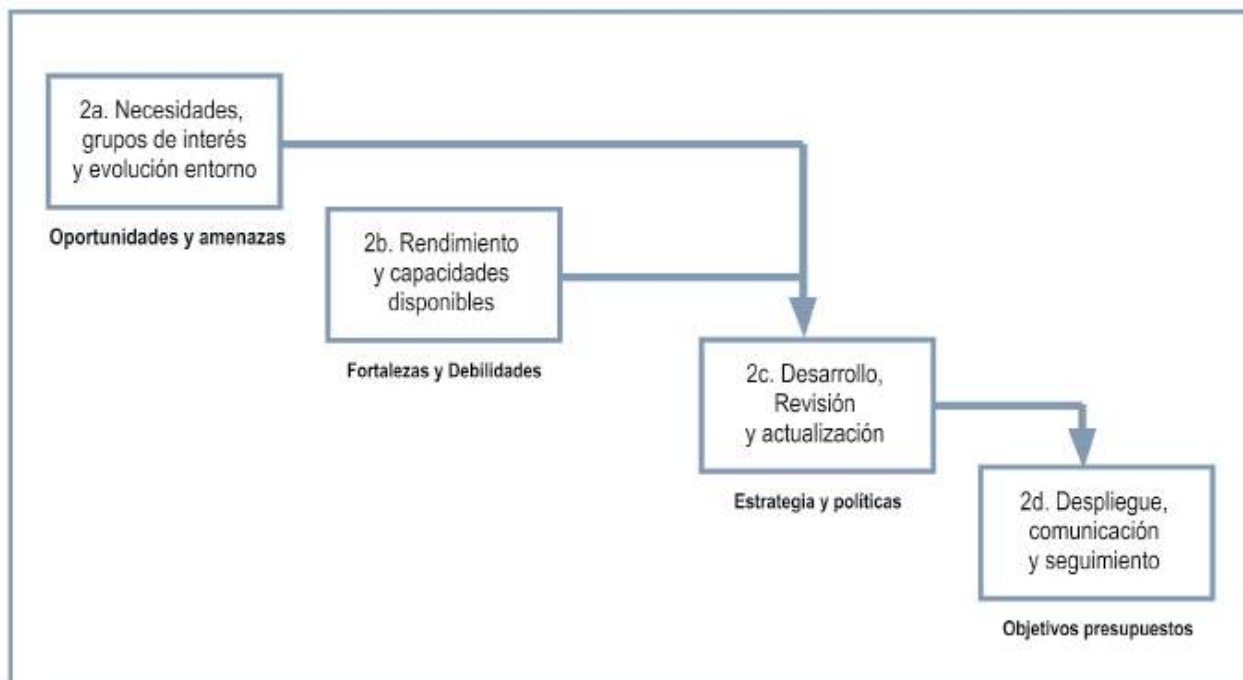 2a. Necesidades,
grupos de interés
y evolución entorno
Oportunidades y amenazas
2b. Rendimiento
y capacidades
disponibles
Fortalezas y Debilidades
2c. Desarrollo,
Revisión
y actualización
Estrategia y políticas
2d. Despliegue,
comunicación
y seguimiento
Objetivos presupuestos